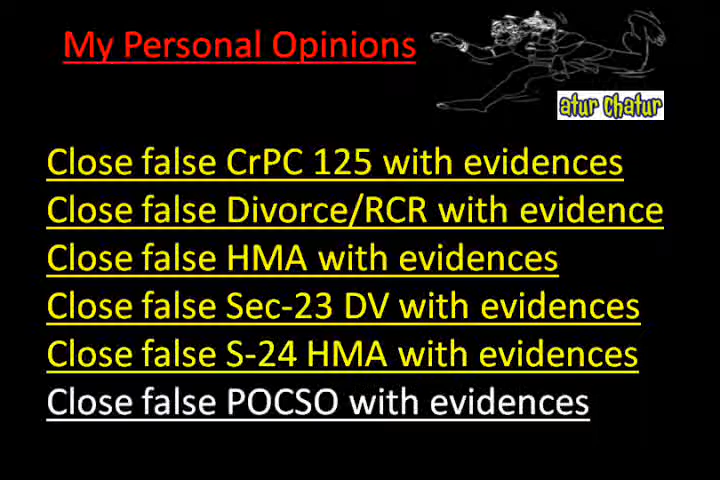 My Personal Opinions
atur chatur
Close false CrPC 125 with evidences
Close false Divorce/RCR with evidence
Close false HMA with evidences
Close false Sec-23 DV with evidences
Close false S-24 HMA with evidences
Close false POCSO with evidences